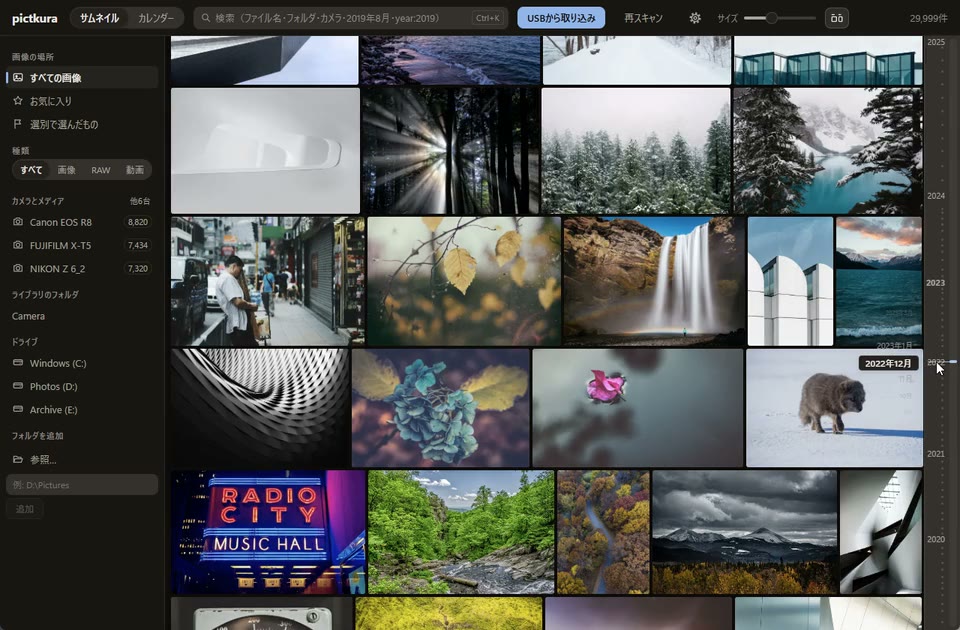 pictkura
サムネイル
カレンダー
検索（ファイル名・フォルダ・カメラ・2019年8月・year:2019）
Ctrl+K
USBから取り込み
再スキャン
サイズ
29,999件
画像の場所
すべての画像
お気に入り
選別で選んだもの
種類
すべて
画像
RAW
動画
カメラとメディア
他6台
Canon EOS R8
8,820
FUJIFILM X-T5
7,434
NIKON Z 6_2
7,320
ライブラリのフォルダ
Camera
ドライブ
Windows (C:)
Photos (D:)
Archive (E:)
フォルダを追加
参照...
例: D:\Pictures
追加
2025
2024
2023
2023年1月
2022
2022年12月
11月
2021
2020
RADIO
CITY
MUSIC HALL